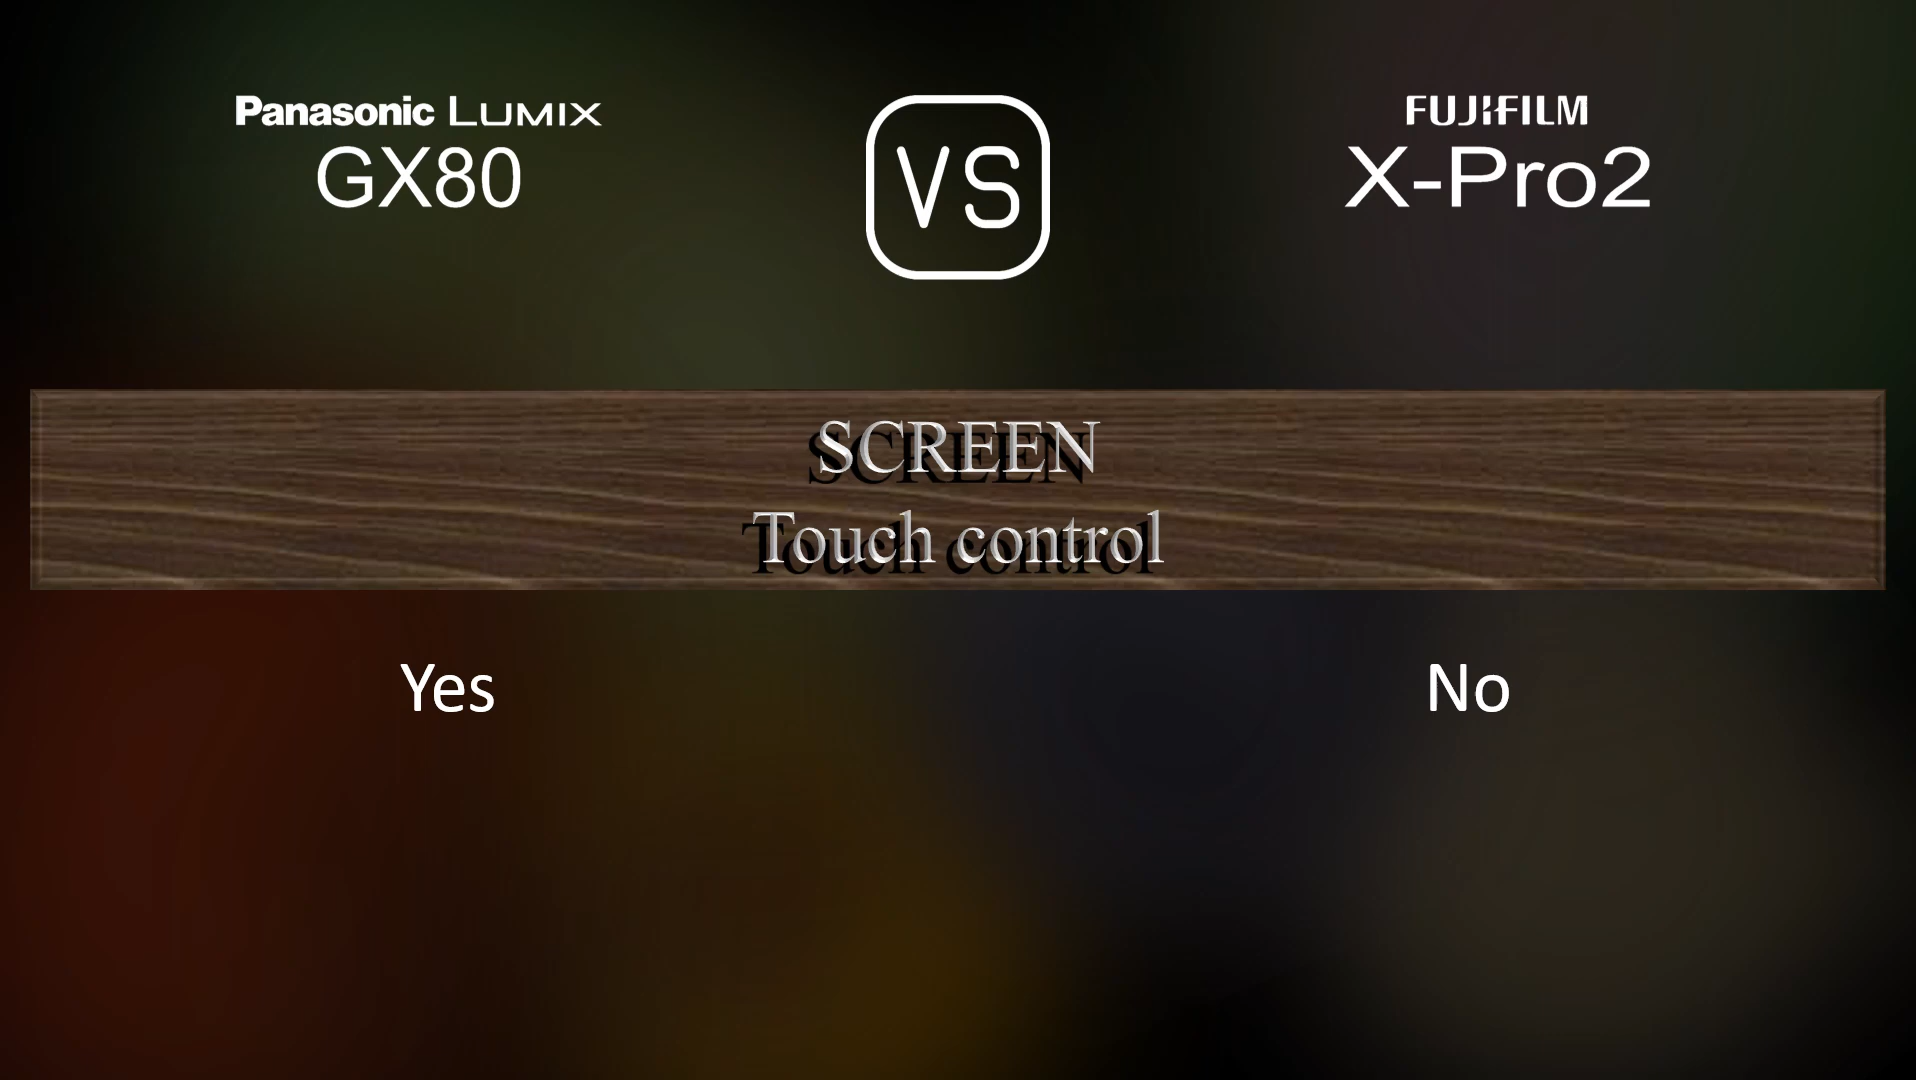 Panasonic LUMIX
GX80
VS
FUJIFILM
X-Pro2
SCREEN
Touch control
Yes
No